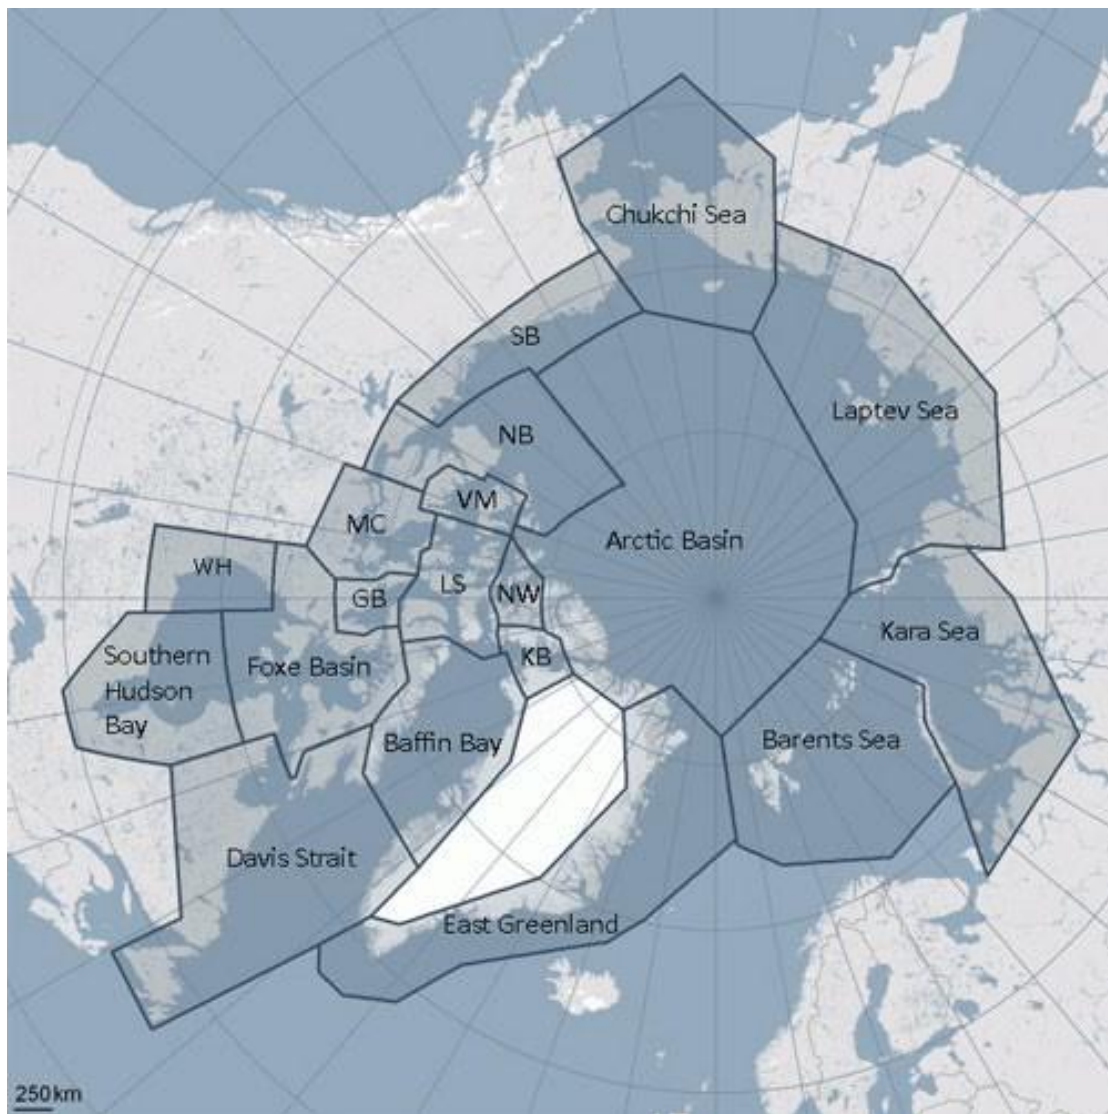 Chukchi Sea
SB
Laptev Sea
NB
VM
MC
Arctic Basin
WH
LS
NW
GB
Kara Sea
Southern
Hudson
Bay
Foxe Basin
KB
Baffin Bay
Barents Sea
Davis Strait
East Greenland
250km